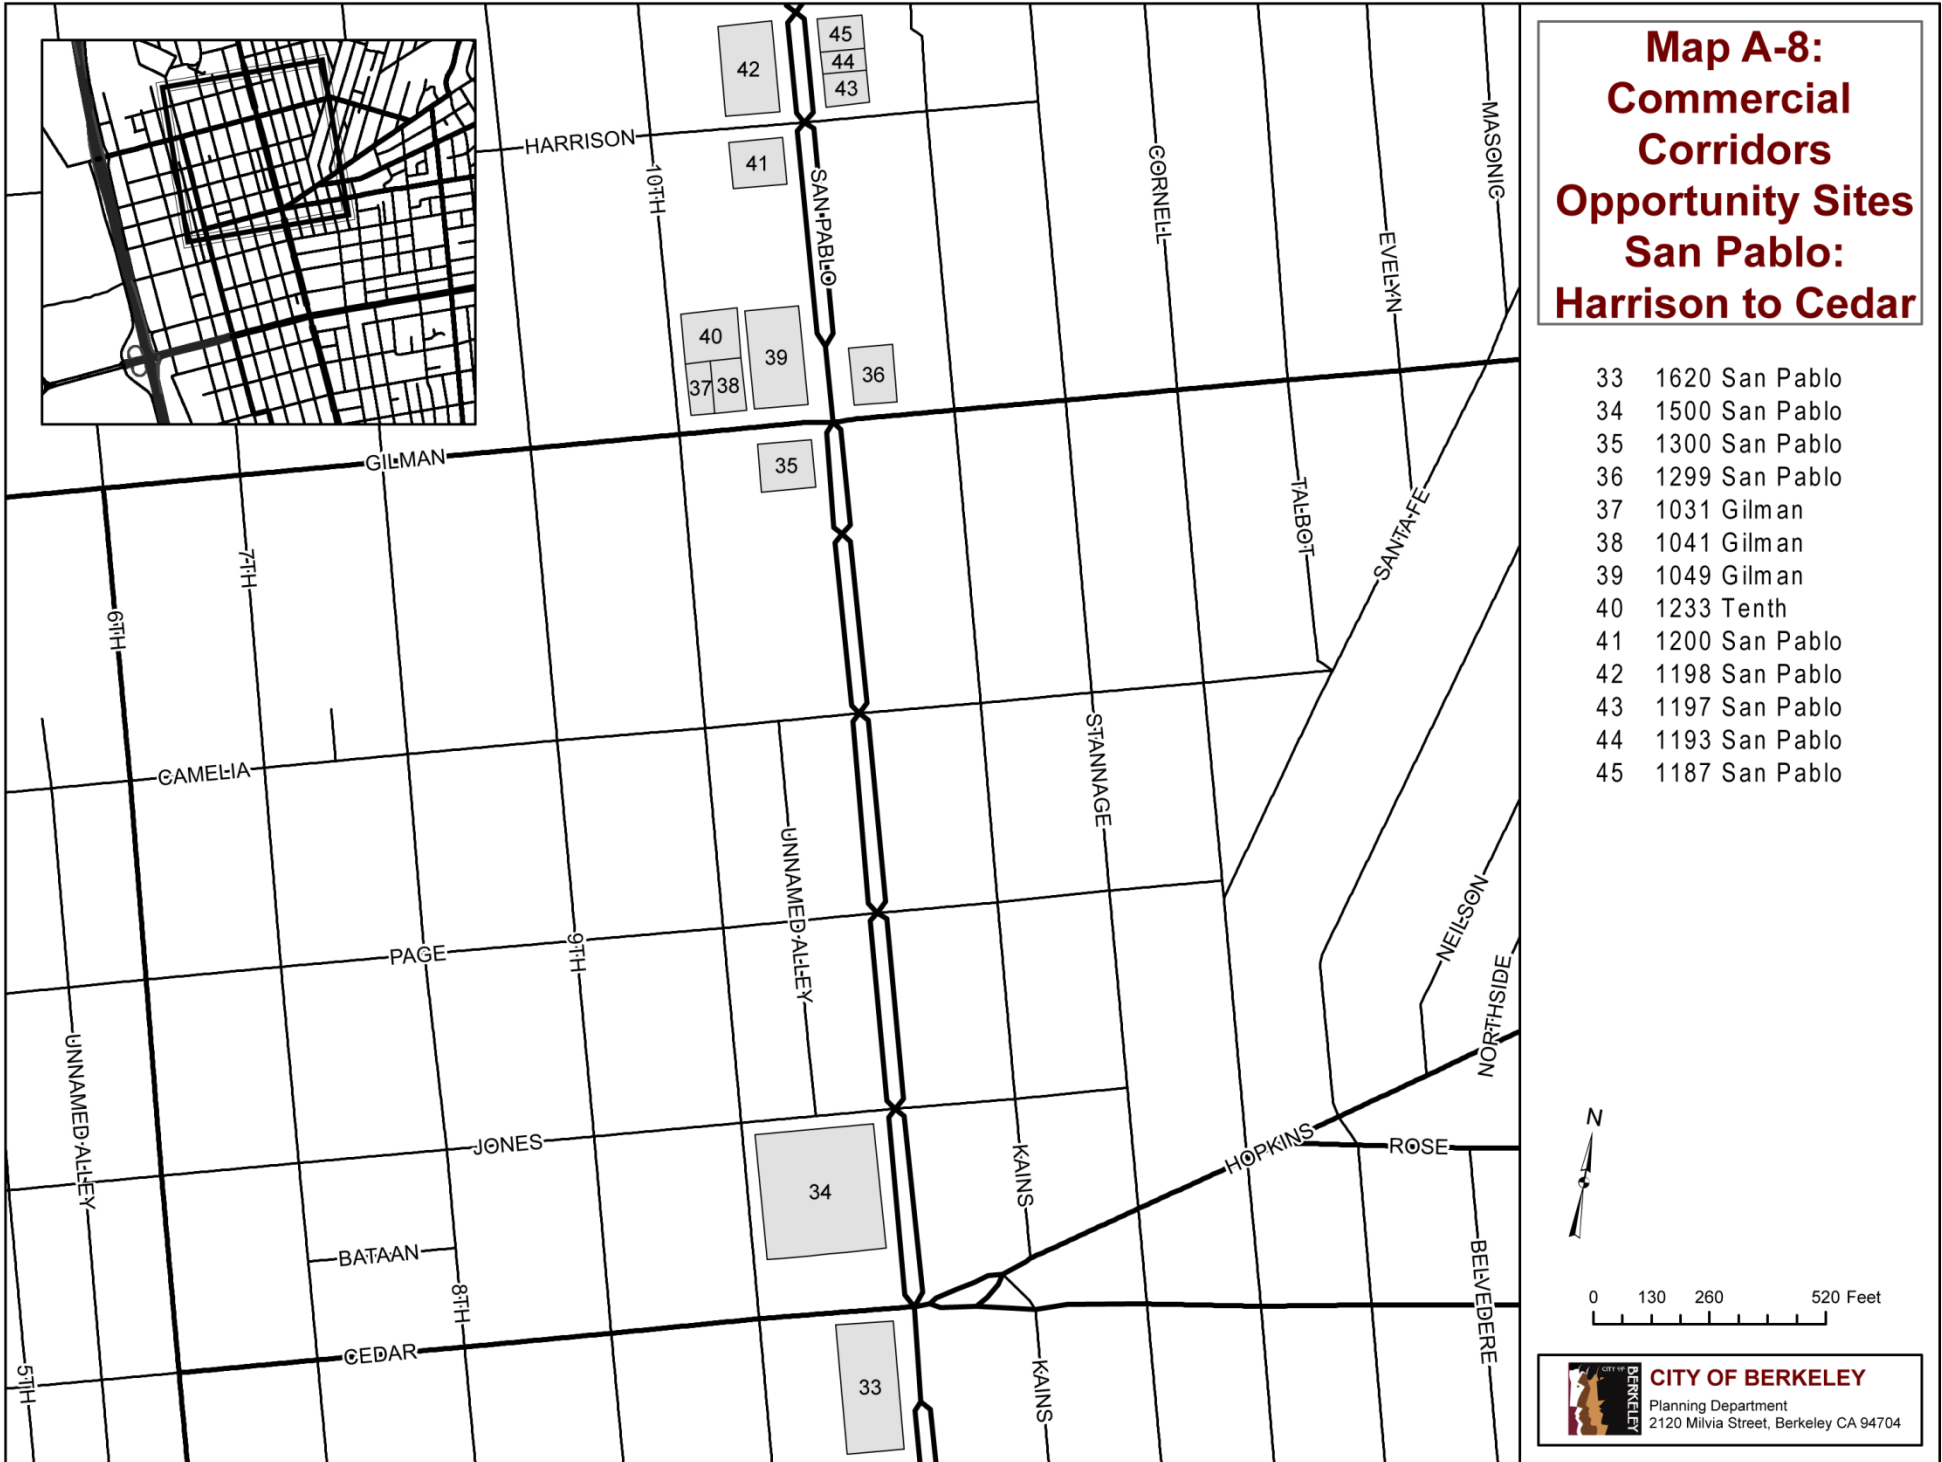 Map A-8:
Commercial
Corridors
Opportunity Sites
San Pablo:
Harrison to Cedar
33 1620 San Pablo
34 1500 San Pablo
35 1300 San Pablo
36 1299 San Pablo
37 1031 Gilman
38 1041 Gilman
39 1049 Gilman
40 1233 Tenth
41 1200 San Pablo
42 1198 San Pablo
43 1197 San Pablo
44 1193 San Pablo
45 1187 San Pablo
N
0 130 260 520 Feet
CITY OF BERKELEY
CITY OF BERKELEY
Planning Department
2120 Milvia Street, Berkeley CA 94704
45
44
43
42
41
HARRISON
10TH
SAN PABLO
CORNELL
EVELYN
MASONIC
40
39
37
38
36
35
GILMAN
7TH
6TH
TALBOT
SANTA FE
CAMELIA
UNNAMED ALLEY
STANNAGE
PAGE
9TH
NEILSON
NORTHSIDE
UNNAMED ALLEY
JONES
34
KAINS
HOPKINS
ROSE
BATAAN
8TH
BELVEDERE
CEDAR
5TH
33
KAINS